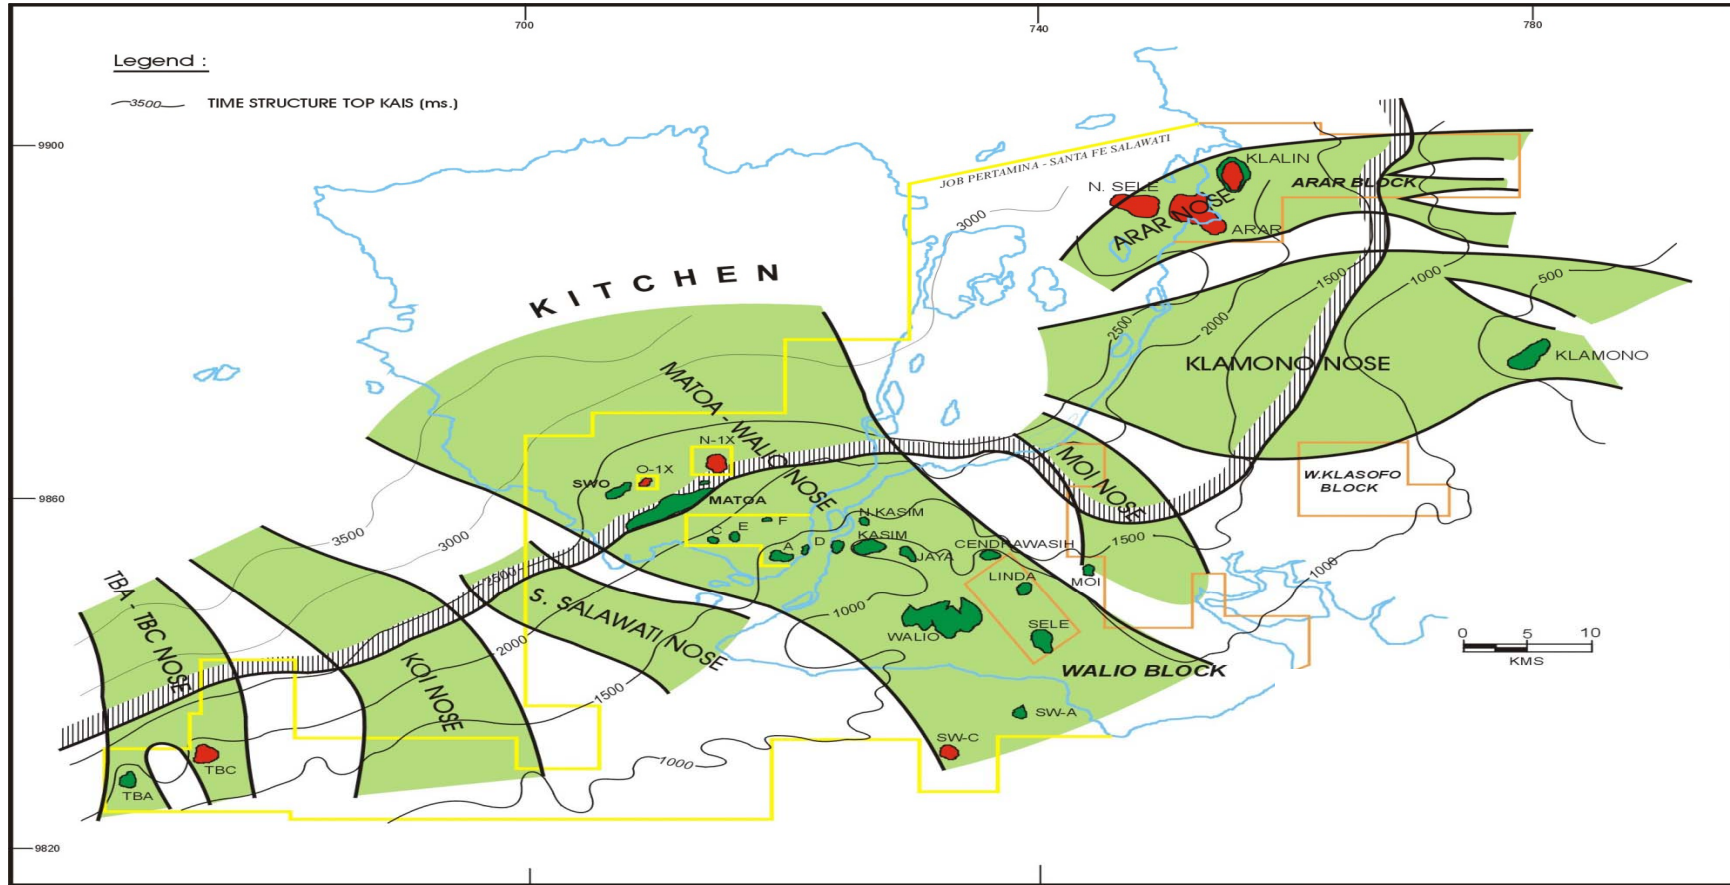 700
740
780
Legend :
3500
TIME STRUCTURE TOP KAIS (ms.)
9900
JOB PERTAMINA - SANTA FE SALAWATI
KLALIN
N. SELE
ARAR BLOCK
ARAR NOSE
ARAR
3000
KITCHEN
1500
1000
500
2500
2000
KLAMONO NOSE
KLAMONO
MATOA - WALIO NOSE
N-1X
O-1X
SWO
MATOA
MOI NOSE
W.KLASOFO
BLOCK
9860
3500
3000
2500
C
E
F
A
D
N.KASIM
KASIM
JAYA
CENDRAWASIH
1500
1000
LINDA
MOI
TBA - TBC NOSE
KOI NOSE
S. SALAWATI NOSE
2000
1500
1000
WALIO
SELE
WALIO BLOCK
0 5 10
KMS
SW-A
SW-C
1000
TBC
TBA
9820